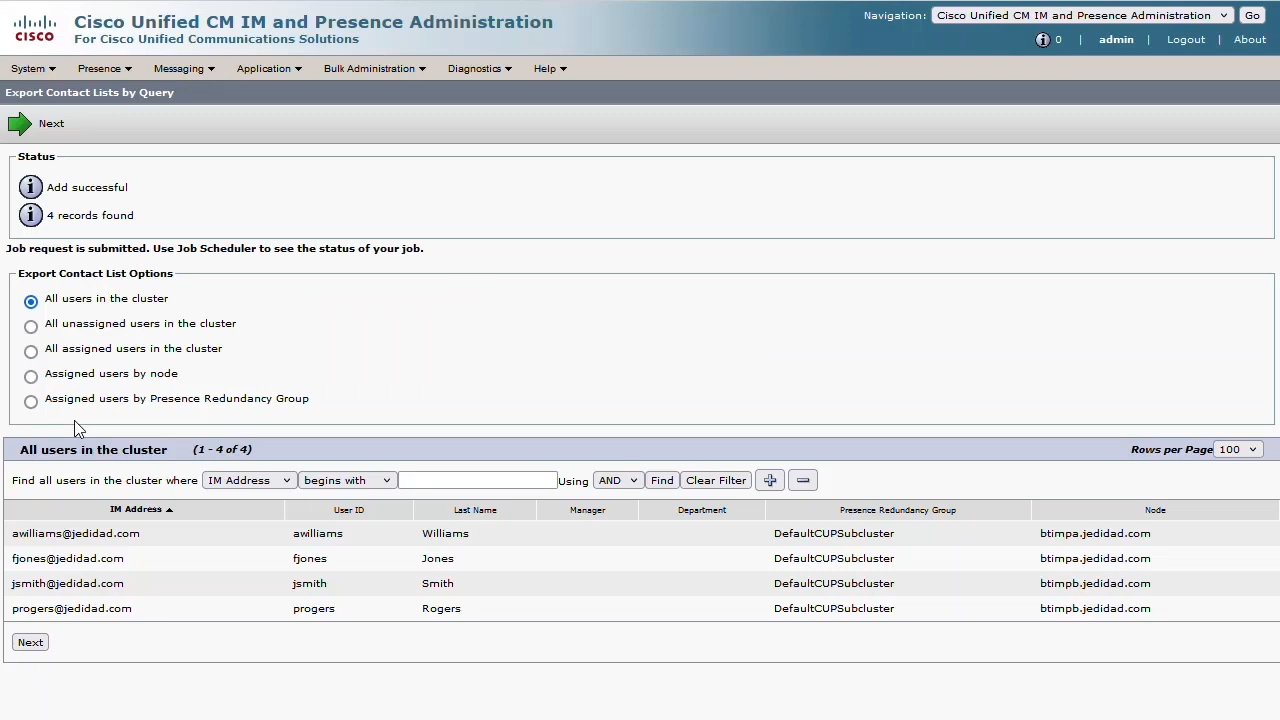 Cisco Unified CM IM and Presence Administration
For Cisco Unified Communications Solutions
CISCO
Navigation: Cisco Unified CM IM and Presence Administration Go
0 | admin | Logout | About
System Presence Messaging Application Bulk Administration Diagnostics Help
Export Contact Lists by Query
Next
Status
Add successful
4 records found
Job request is submitted. Use Job Scheduler to see the status of your job.
Export Contact List Options
All users in the cluster
All unassigned users in the cluster
All assigned users in the cluster
Assigned users by node
Assigned users by Presence Redundancy Group
All users in the cluster (1 - 4 of 4) Rows per Page 100
Find all users in the cluster where IM Address begins with Using AND Find Clear Filter
IM Address User ID Last Name Manager Department Presence Redundancy Group Node
awilliams@jedidad.com awilliams Williams DefaultCUPSubcluster btimpa.jedidad.com
fjones@jedidad.com fjones Jones DefaultCUPSubcluster btimpa.jedidad.com
jsmith@jedidad.com jsmith Smith DefaultCUPSubcluster btimpb.jedidad.com
progers@jedidad.com progers Rogers DefaultCUPSubcluster btimpb.jedidad.com
Next